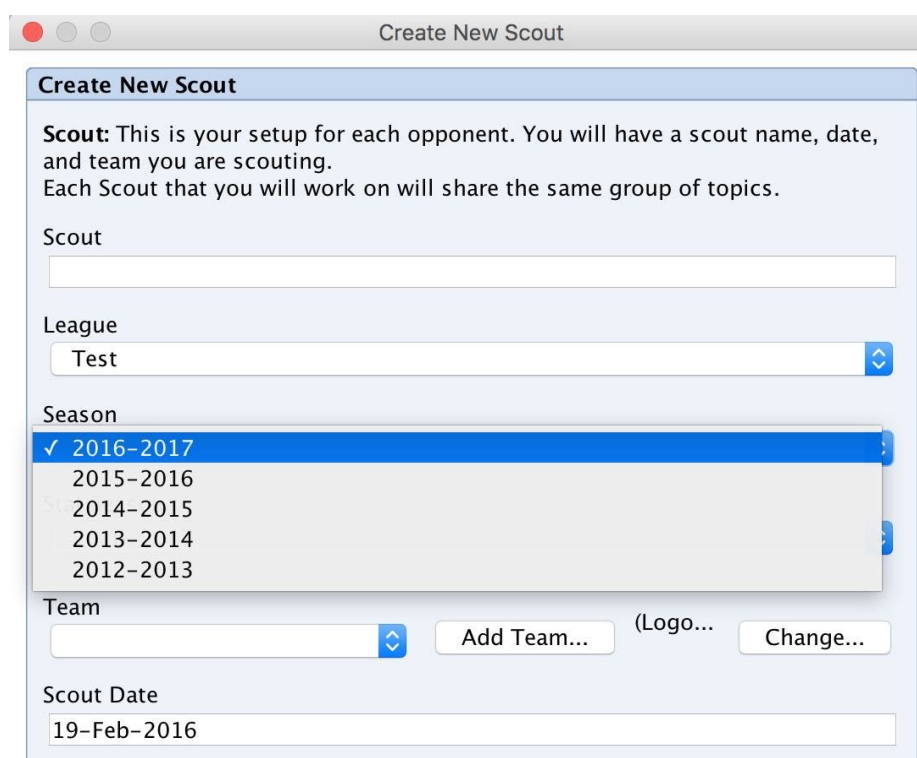 Create New Scout
Create New Scout
Scout: This is your setup for each opponent. You will have a scout name, date,
and team you are scouting.
Each Scout that you will work on will share the same group of topics.
Scout
League
Test
Season
✓ 2016-2017
2015-2016
2014-2015
2013-2014
2012-2013
Team
Add Team... (Logo... Change...
Scout Date
19-Feb-2016